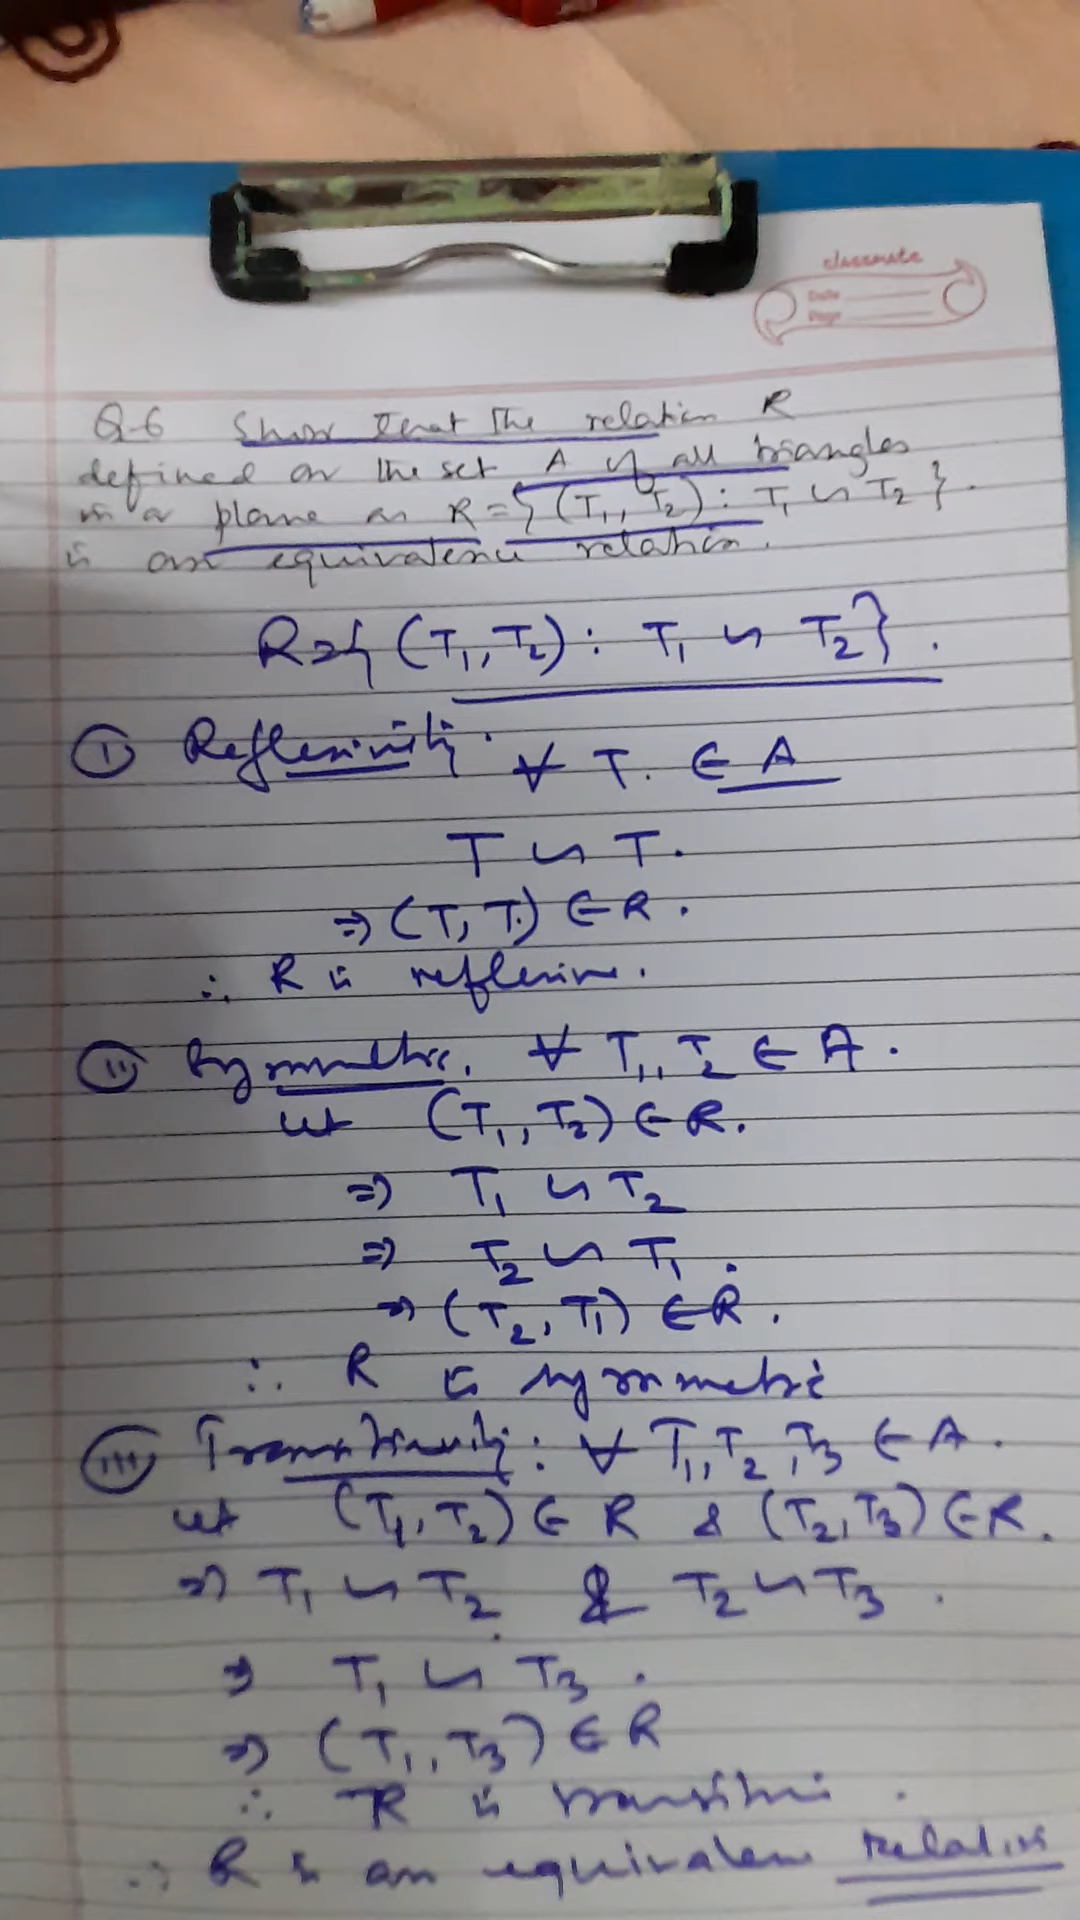 classmate
Date
Page
Q-6 Show that the relation R
defined on the set A of all triangles
in a plane as R={(T₁, T₂): T₁ ∽ T₂}.
is an equivalence relation.
R={(T₁,T₂): T₁ ∽ T₂}.
(I) Reflexivity. ∀ T. ∈ A
T ∽ T.
⇒ (T, T) ∈ R.
∴ R is reflexive.
(II) Symmetric. ∀ T₁, T₂ ∈ A.
let (T₁, T₂) ∈ R.
⇒ T₁ ∽ T₂
⇒ T₂ ∽ T₁.
⇒ (T₂, T₁) ∈ R.
∴ R is symmetric
(III) Transitivity: ∀ T₁, T₂, T₃ ∈ A.
let (T₁, T₂) ∈ R & (T₂, T₃) ∈ R.
⇒ T₁ ∽ T₂ & T₂ ∽ T₃.
⇒ T₁ ∽ T₃.
⇒ (T₁, T₃) ∈ R
∴ R is transitive.
∴ R is an equivalence Relation